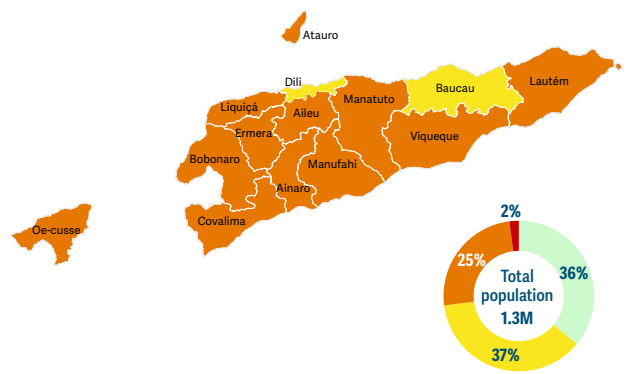 Atauro
Dili
Baucau
Lautém
Manatuto
Liquiçá
Aileu
Ermera
Viqueque
Bobonaro
Manufahi
Ainaro
Covalima
Oe-cusse
2%
25%
36%
Total
population
1.3M
37%